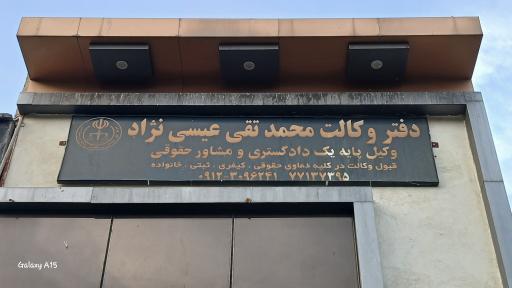 دفتر وکالت محمد تقی عیسی نژاد
وکیل پایه یک دادگستری و مشاور حقوقی
قبول وکالت در کلیه دعاوی حقوقی ، کیفری ، ثبتی ، خانواده
۰۹۱۲-۳۰۹۶۲۴۱ ۷۷۱۳۷۳۹۵
Galaxy A15